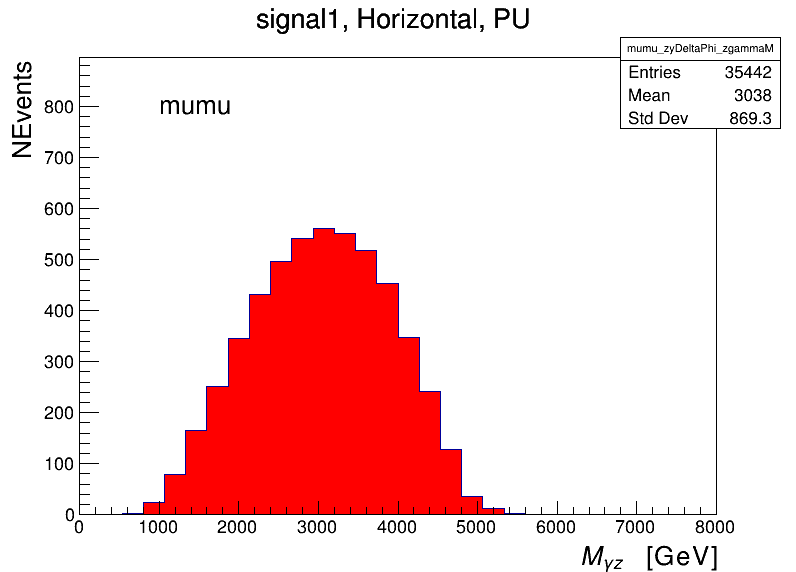 signal1, Horizontal, PU
mumu_zyDeltaPhi_zgammaM
Entries 35442
Mean 3038
Std Dev 869.3
NEvents
mumu
800
700
600
500
400
300
200
100
0
0 1000 2000 3000 4000 5000 6000 7000 8000
Mγz [GeV]